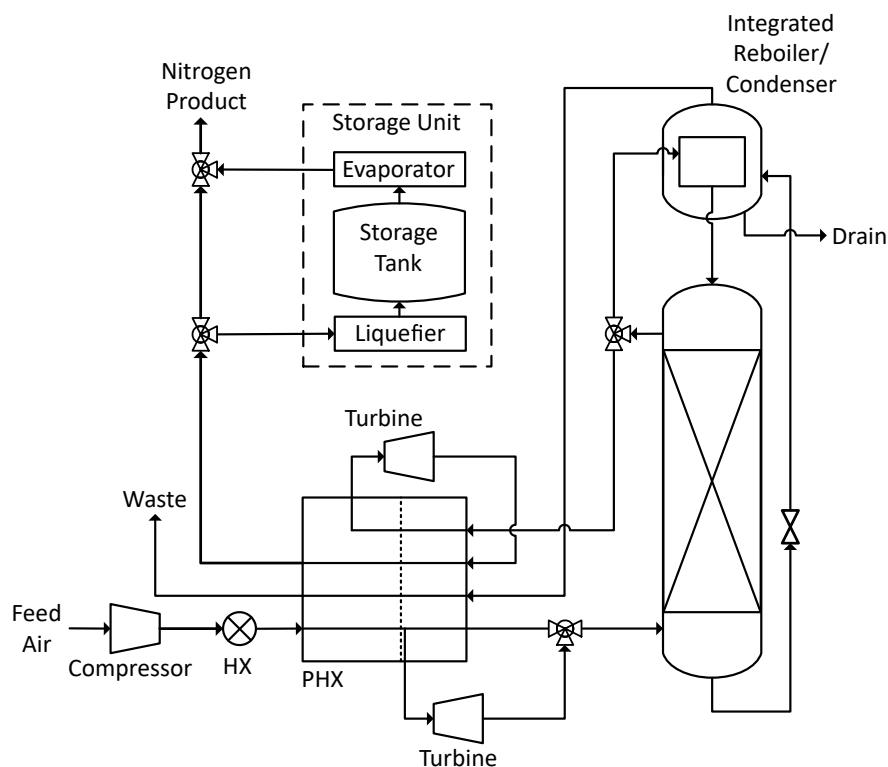 Integrated
Reboiler/
Condenser
Nitrogen
Product
Storage Unit
Evaporator
Storage
Tank
Drain
Liquefier
Turbine
Waste
Feed
Air
Compressor
HX
PHX
Turbine